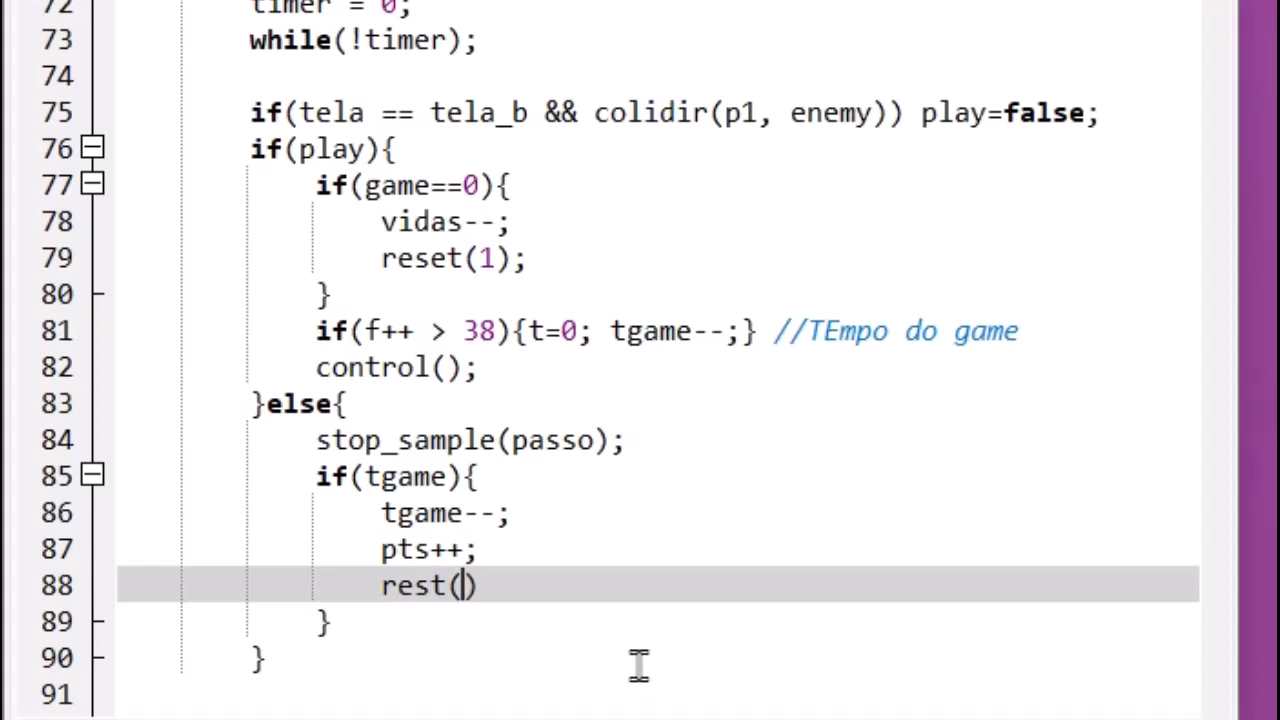 72 timer = 0;
73 while(!timer);
74
75 if(tela == tela_b && colidir(p1, enemy)) play=false;
76 if(play){
77 if(game==0){
78 vidas--;
79 reset(1);
80 }
81 if(f++ > 38){t=0; tgame--;} //TEmpo do game
82 control();
83 }else{
84 stop_sample(passo);
85 if(tgame){
86 tgame--;
87 pts++;
88 rest()
89 }
90 }
91